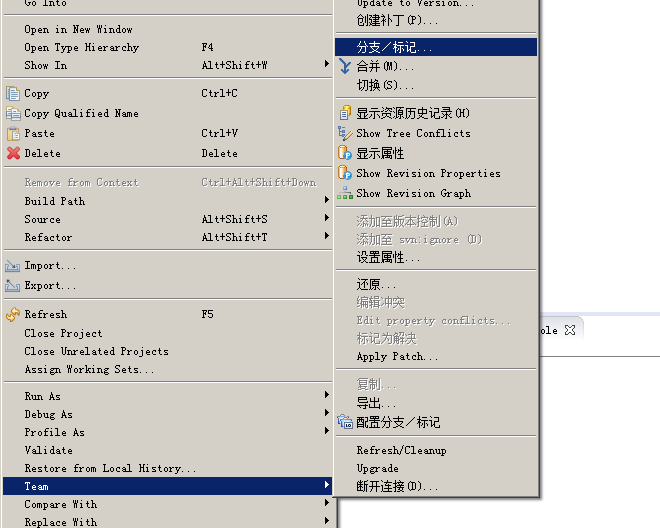 Go Into
Open in New Window
Open Type Hierarchy F4
Show In Alt+Shift+W
Copy Ctrl+C
Copy Qualified Name
Paste Ctrl+V
Delete Delete
Remove from Context Ctrl+Alt+Shift+Down
Build Path
Source Alt+Shift+S
Refactor Alt+Shift+T
Import...
Export...
Refresh F5
Close Project
Close Unrelated Projects
Assign Working Sets...
Run As
Debug As
Profile As
Validate
Restore from Local History...
Team
Compare With
Replace With
Update to Version...
创建补丁(P)...
分支／标记...
合并(M)...
切换(S)...
显示资源历史记录(H)
Show Tree Conflicts
显示属性
Show Revision Properties
Show Revision Graph
添加至版本控制(A)
添加至 svn:ignore (D)
设置属性...
还原...
编辑冲突
Edit property conflicts...
标记为解决
Apply Patch...
复制...
导出...
配置分支／标记
Refresh/Cleanup
Upgrade
断开连接(D)...
ole